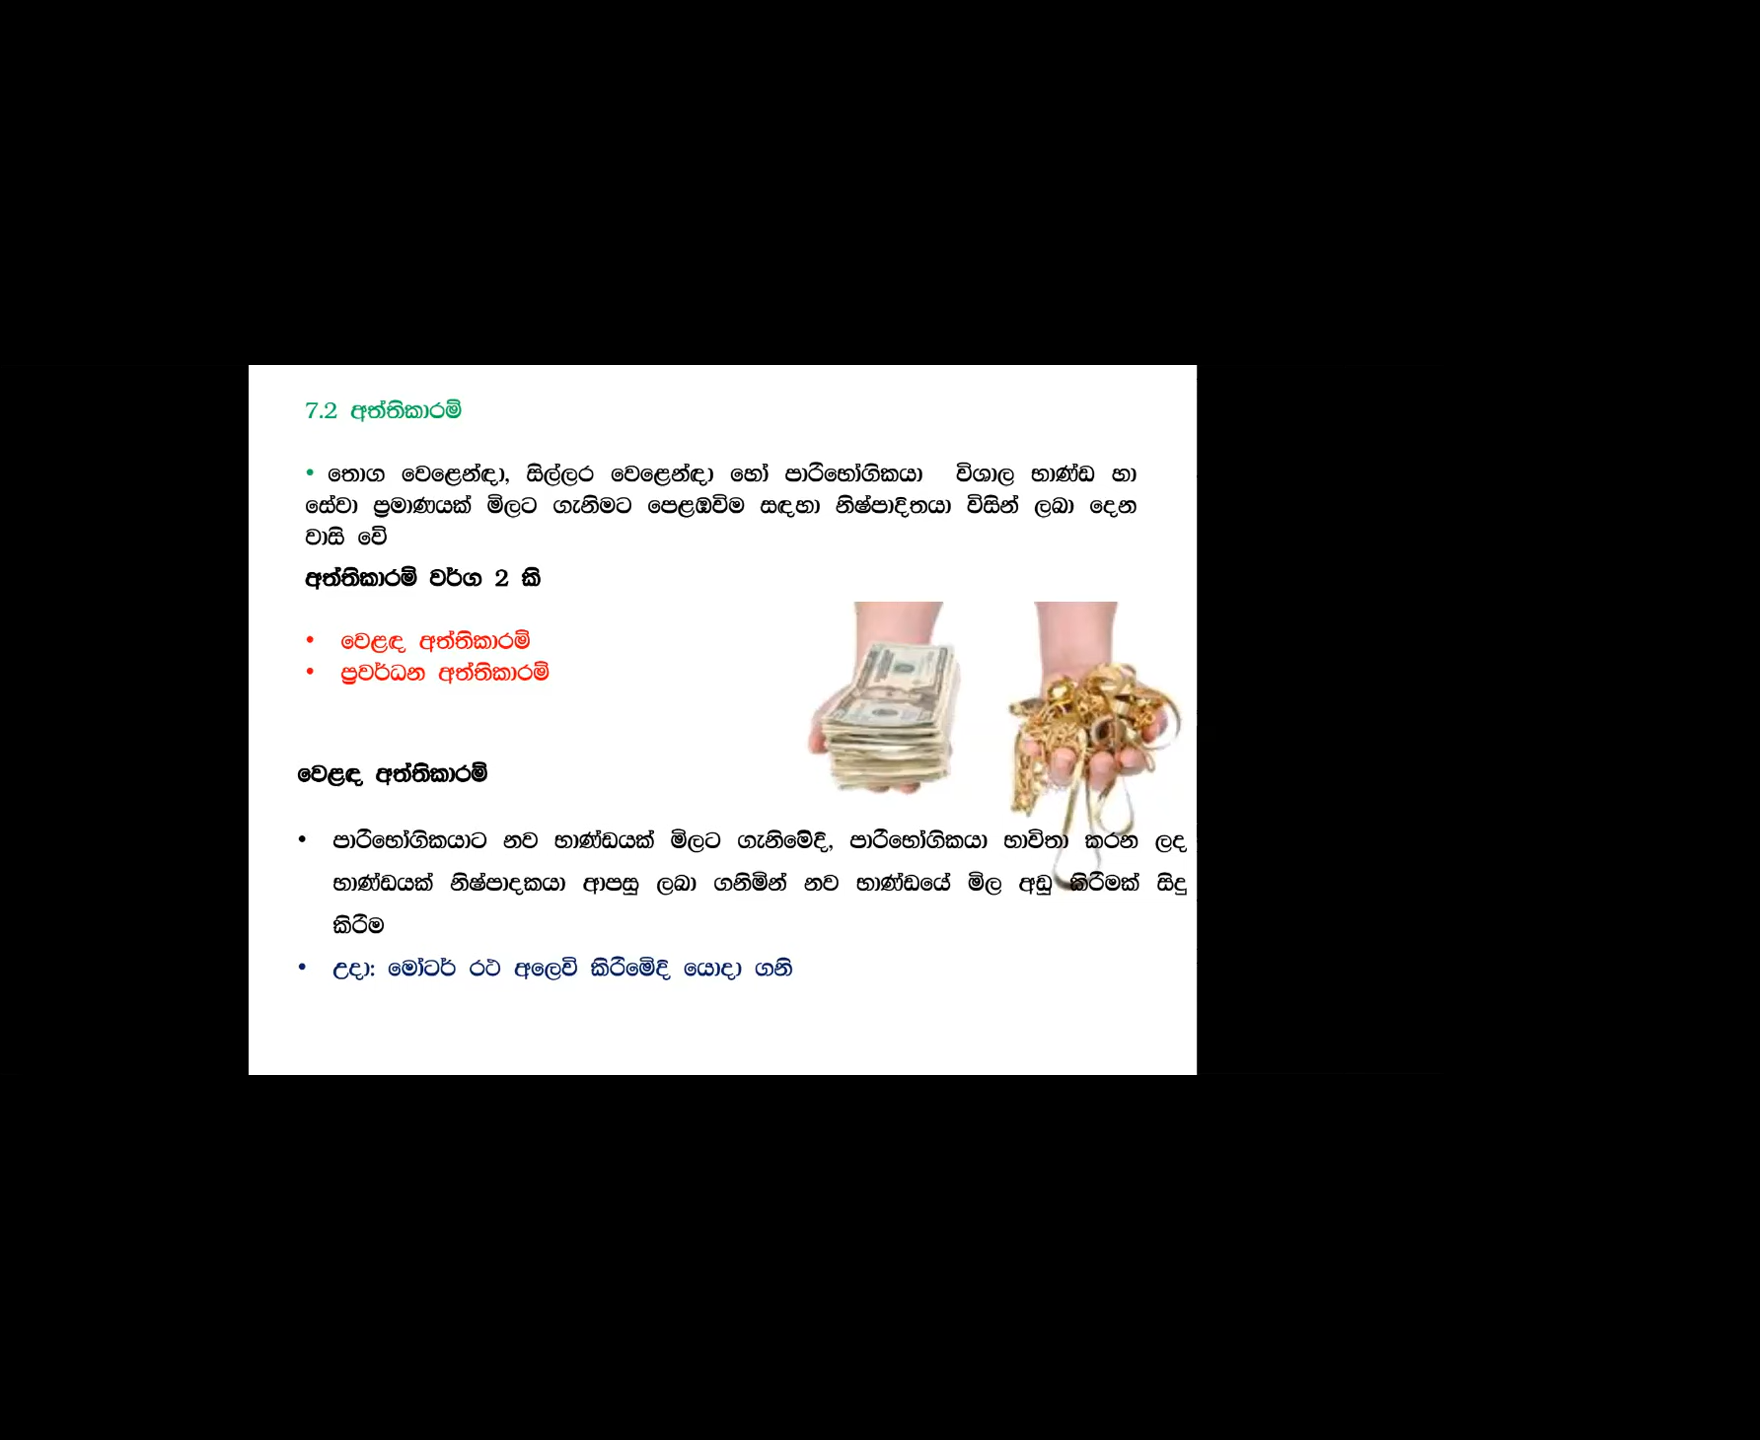 7.2 අත්තිකාරම්
• තොග වෙළෙන්ඳා, සිල්ලර වෙළෙන්ඳා හෝ පාරිභෝගිකයා විශාල භාණ්ඩ හා
සේවා ප්‍රමාණයක් මිලට ගැනීමට පෙළඹවීම සඳහා නිෂ්පාදිතයා විසින් ලබා දෙන
වාසි වේ
අත්තිකාරම් වර්ග 2 කි
• වෙළඳ අත්තිකාරම්
• ප්‍රවර්ධන අත්තිකාරම්
වෙළඳ අත්තිකාරම්
• පාරිභෝගිකයාට නව භාණ්ඩයක් මිලට ගැනීමේදී, පාරිභෝගිකයා භාවිතා කරන ලද
භාණ්ඩයක් නිෂ්පාදකයා ආපසු ලබා ගනිමින් නව භාණ්ඩයේ මිල අඩු කිරීමක් සිදු
කිරීම
• උදා: මෝටර් රථ අලෙවි කිරීමේදී යොදා ගනී